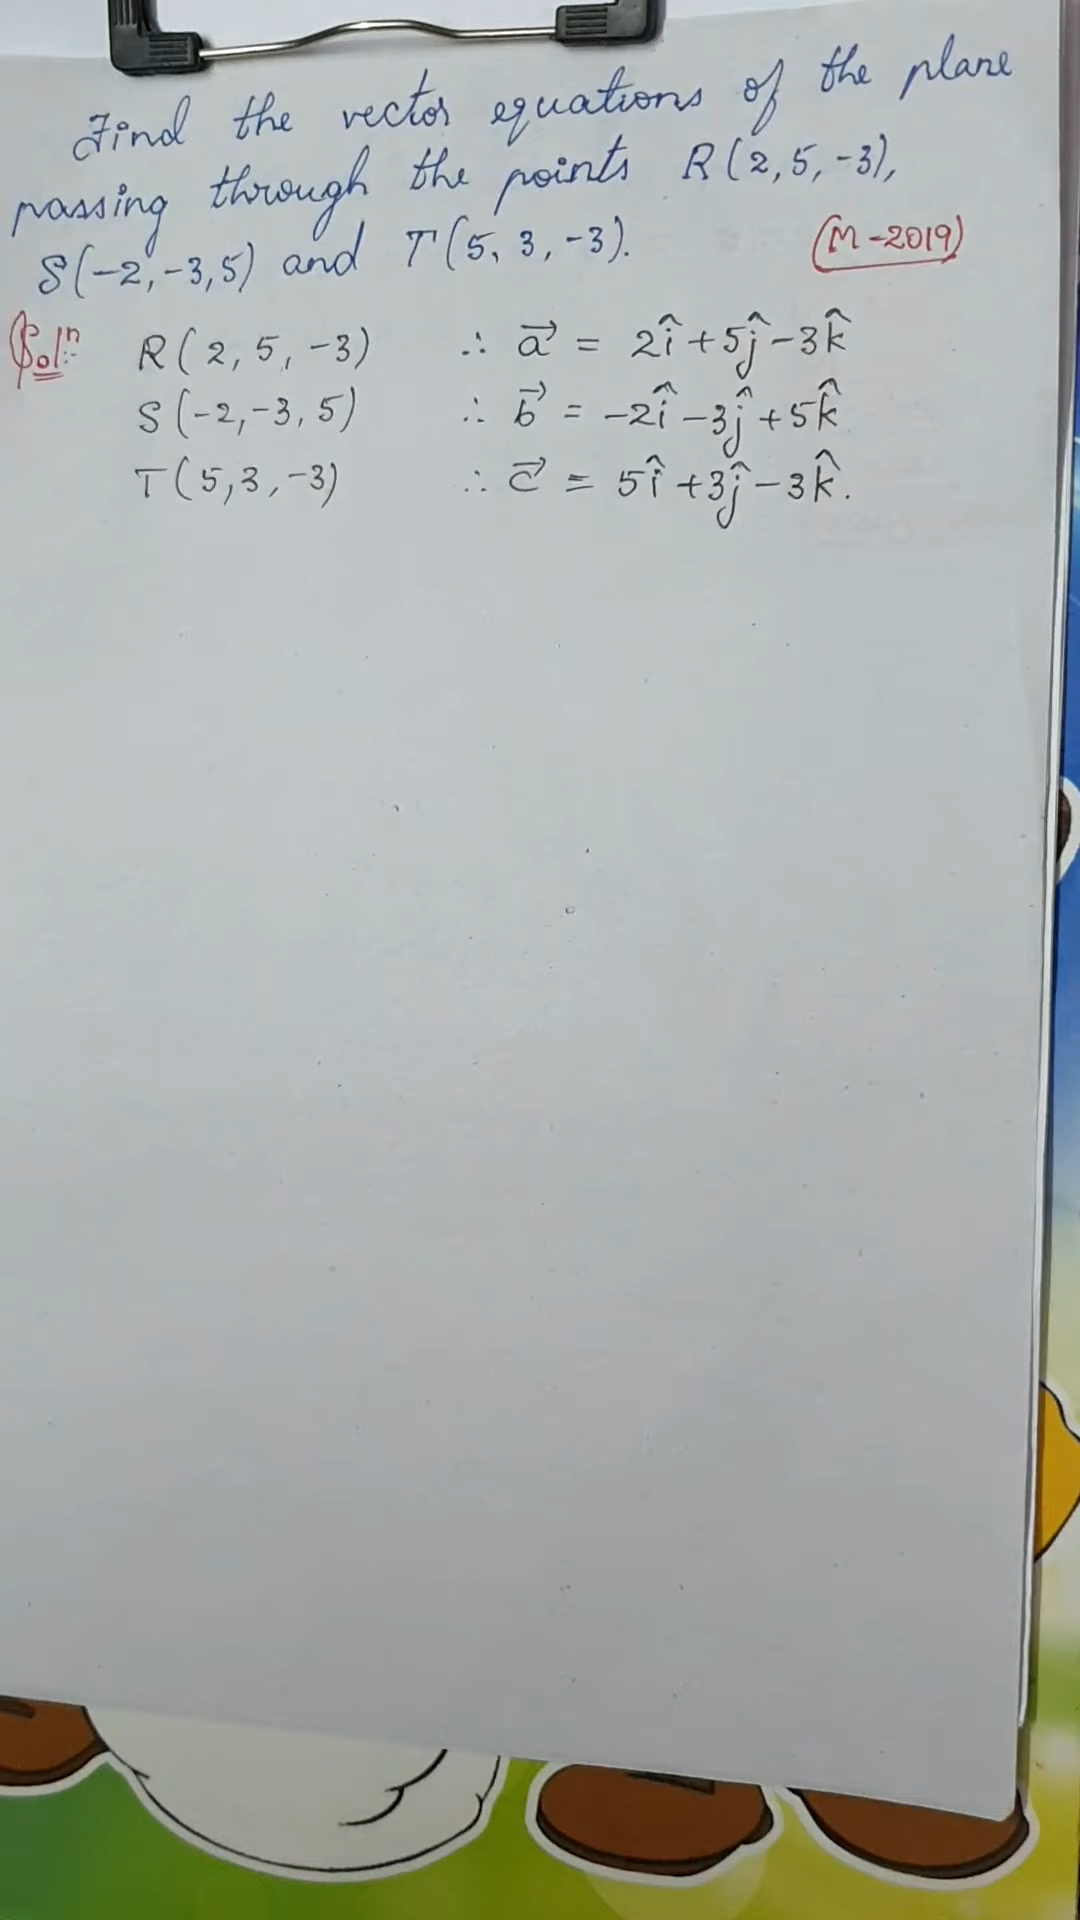 Find the vector equations of the plane
passing through the points R(2,5,-3),
S(-2,-3,5) and T(5,3,-3). (M-2019)
Solⁿ:- R(2,5,-3) ∴ a⃗ = 2î+5ĵ-3k̂
S(-2,-3,5) ∴ b⃗ = -2î-3ĵ+5k̂
T(5,3,-3) ∴ c⃗ = 5î+3ĵ-3k̂.